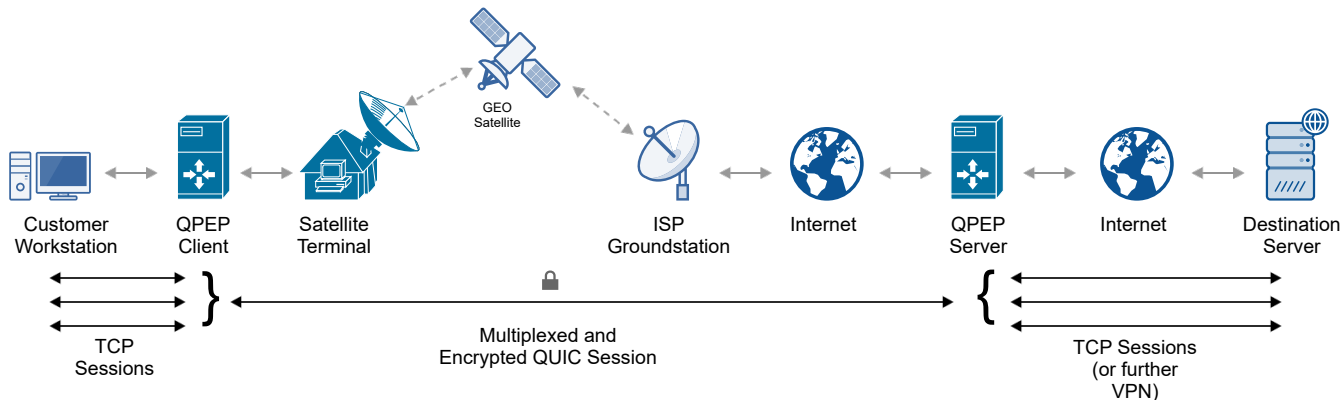 GEO
Satellite
Customer
Workstation
QPEP
Client
Satellite
Terminal
ISP
Groundstation
Internet
QPEP
Server
Internet
Destination
Server
TCP
Sessions
Multiplexed and
Encrypted QUIC Session
TCP Sessions
(or further
VPN)